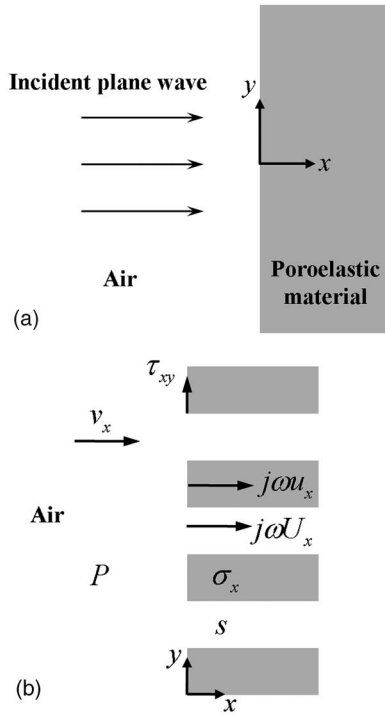 Incident plane wave
y
x
Air
Poroelastic
material
(a)
τxy
vx
jωux
Air
jωUx
P
σx
s
y
x
(b)